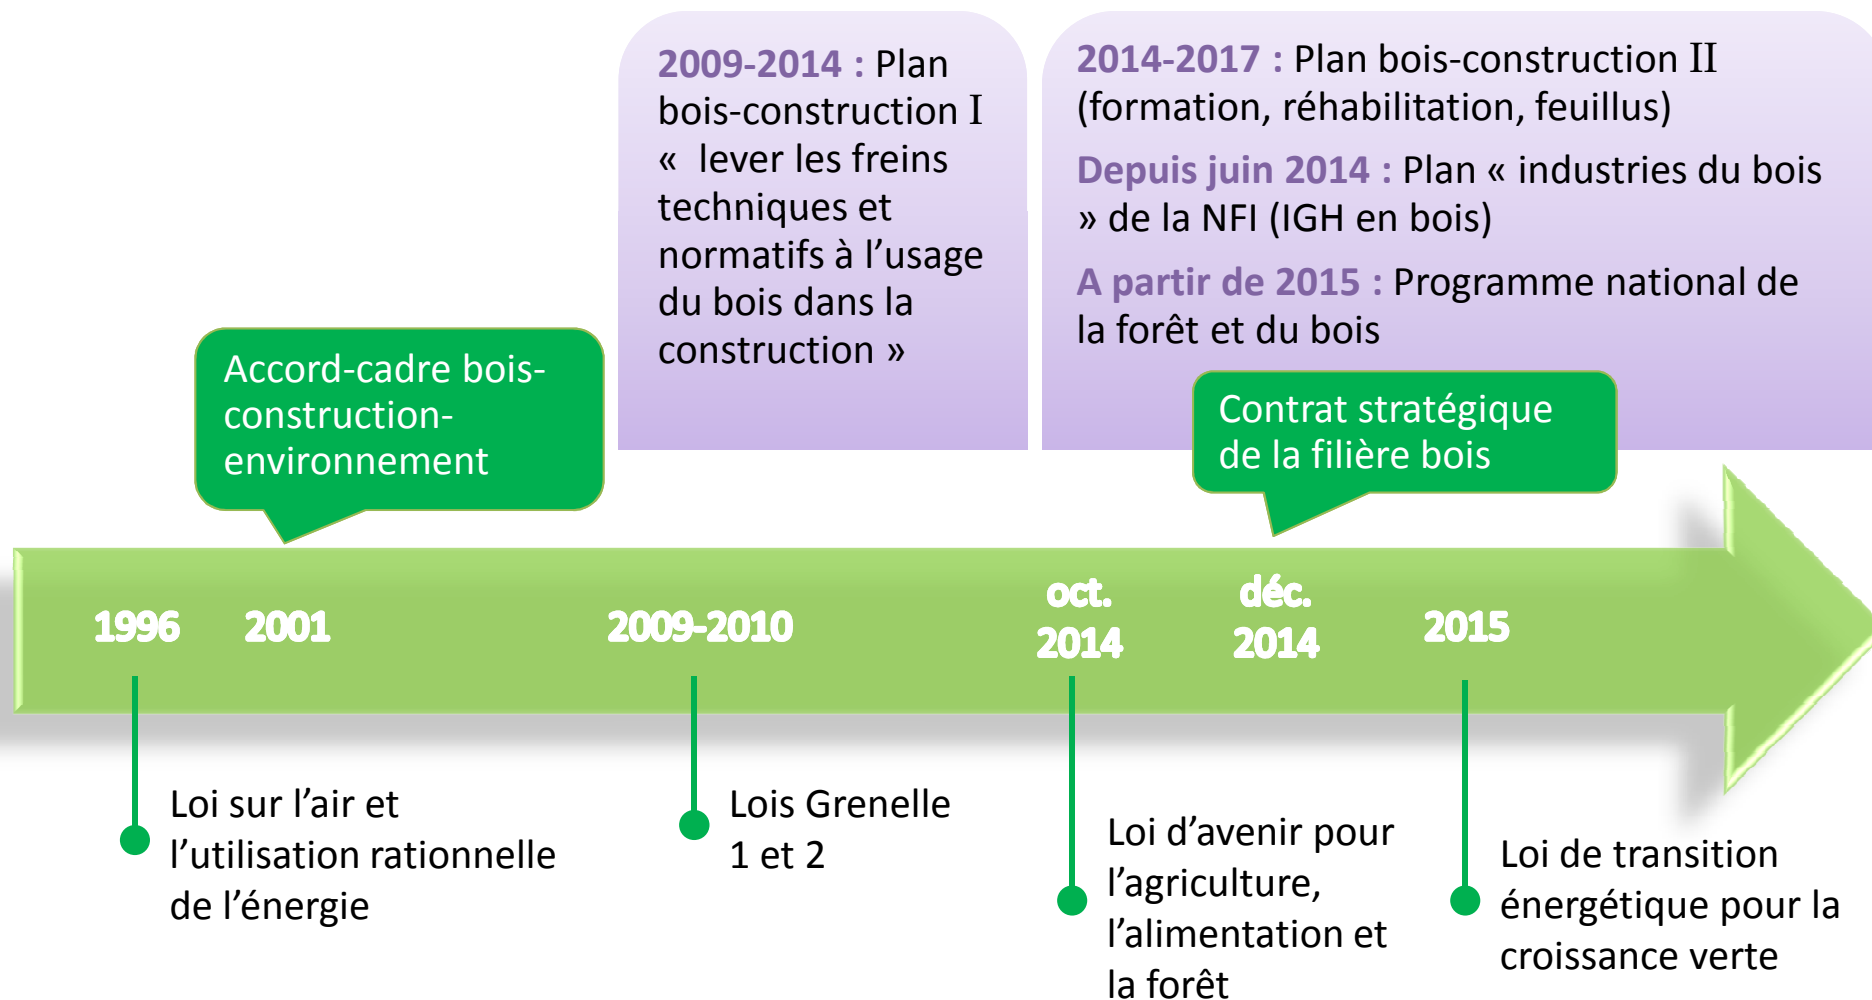 2009-2014 : Plan
bois-construction I
«  lever les freins
techniques et
normatifs à l’usage
du bois dans la
construction »
2014-2017 : Plan bois-construction II
(formation, réhabilitation, feuillus)
Depuis juin 2014 : Plan « industries du bois
» de la NFI (IGH en bois)
A partir de 2015 : Programme national de
la forêt et du bois
Accord-cadre bois-
construction-
environnement
Contrat stratégique
de la filière bois
1996
2001
2009-2010
oct.
2014
déc.
2014
2015
Loi sur l’air et
l’utilisation rationnelle
de l’énergie
Lois Grenelle
1 et 2
Loi d’avenir pour
l’agriculture,
l’alimentation et
la forêt
Loi de transition
énergétique pour la
croissance verte